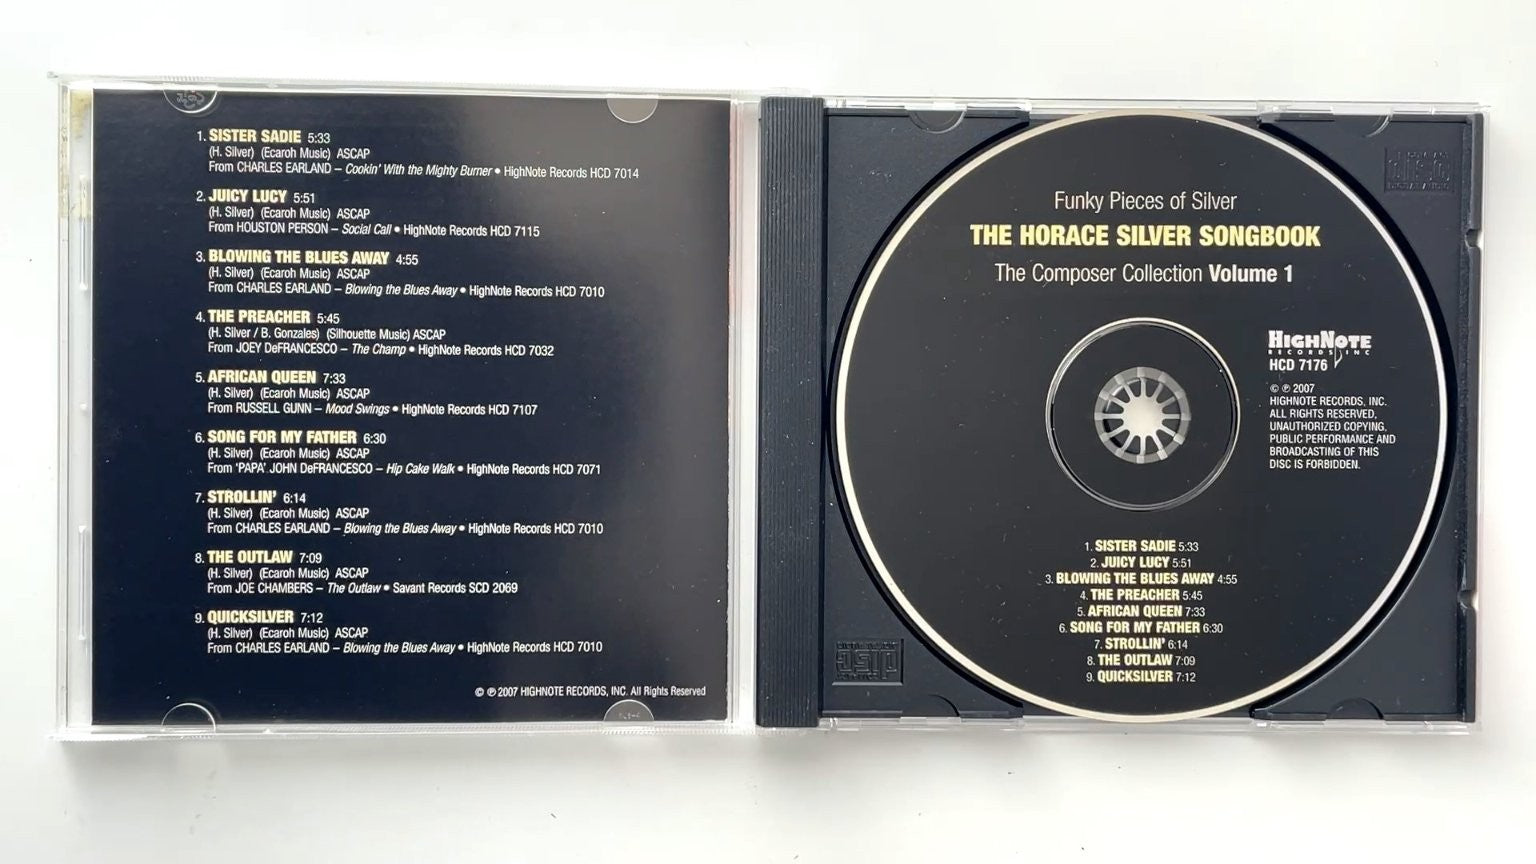 1. SISTER SADIE 5:33
(H. Silver) (Ecaroh Music) ASCAP
From CHARLES EARLAND – Cookin' With the Mighty Burner • HighNote Records HCD 7014
2. JUICY LUCY 5:51
(H. Silver) (Ecaroh Music) ASCAP
From HOUSTON PERSON – Social Call • HighNote Records HCD 7115
3. BLOWING THE BLUES AWAY 4:55
(H. Silver) (Ecaroh Music) ASCAP
From CHARLES EARLAND – Blowing the Blues Away • HighNote Records HCD 7010
4. THE PREACHER 5:45
(H. Silver / B. Gonzales) (Silhouette Music) ASCAP
From JOEY DeFRANCESCO – The Champ • HighNote Records HCD 7032
5. AFRICAN QUEEN 7:33
(H. Silver) (Ecaroh Music) ASCAP
From RUSSELL GUNN – Mood Swings • HighNote Records HCD 7107
6. SONG FOR MY FATHER 6:30
(H. Silver) (Ecaroh Music) ASCAP
From 'PAPA' JOHN DeFRANCESCO – Hip Cake Walk • HighNote Records HCD 7071
7. STROLLIN' 6:14
(H. Silver) (Ecaroh Music) ASCAP
From CHARLES EARLAND – Blowing the Blues Away • HighNote Records HCD 7010
8. THE OUTLAW 7:09
(H. Silver) (Ecaroh Music) ASCAP
From JOE CHAMBERS – The Outlaw • Savant Records SCD 2069
9. QUICKSILVER 7:12
(H. Silver) (Ecaroh Music) ASCAP
From CHARLES EARLAND – Blowing the Blues Away • HighNote Records HCD 7010
© ℗ 2007 HIGHNOTE RECORDS, INC. All Rights Reserved
Funky Pieces of Silver
THE HORACE SILVER SONGBOOK
The Composer Collection Volume 1
HIGHNOTE
RECORDS, INC
HCD 7176
© ℗ 2007
HIGHNOTE RECORDS, INC.
ALL RIGHTS RESERVED,
UNAUTHORIZED COPYING,
PUBLIC PERFORMANCE AND
BROADCASTING OF THIS
DISC IS FORBIDDEN.
1. SISTER SADIE 5:33
2. JUICY LUCY 5:51
3. BLOWING THE BLUES AWAY 4:55
4. THE PREACHER 5:45
5. AFRICAN QUEEN 7:33
6. SONG FOR MY FATHER 6:30
7. STROLLIN' 6:14
8. THE OUTLAW 7:09
9. QUICKSILVER 7:12